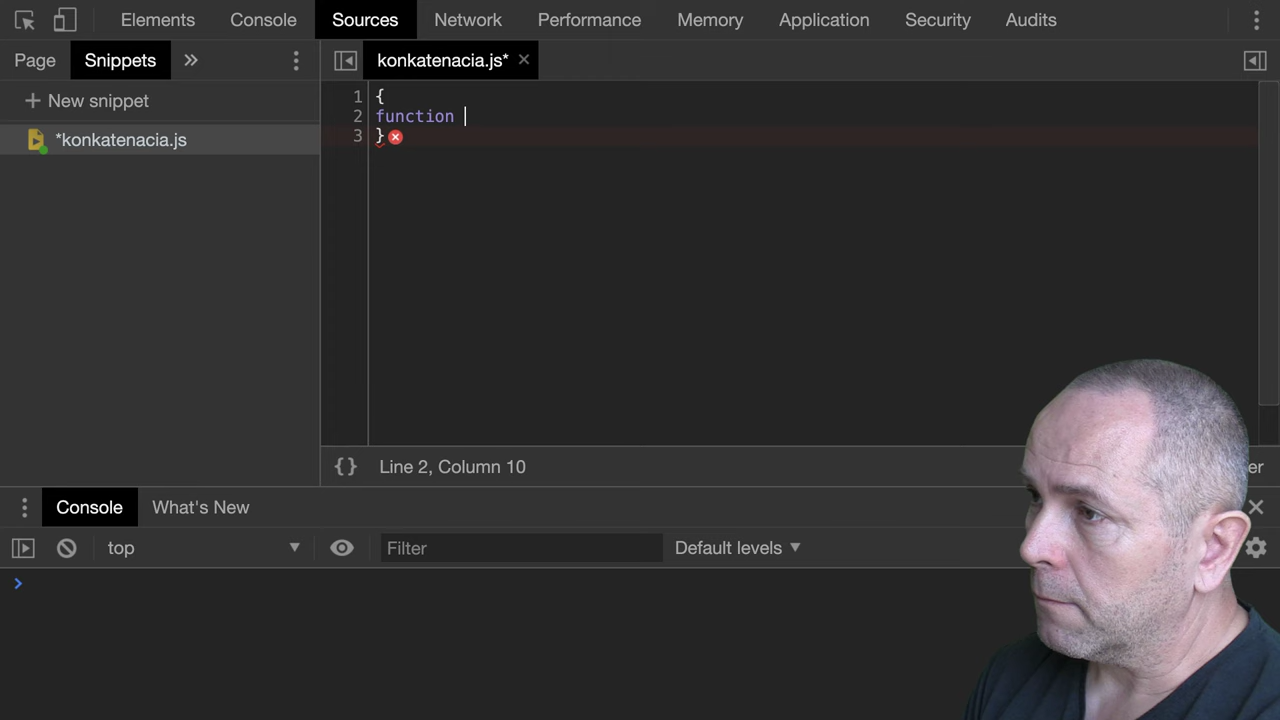 Elements Console Sources Network Performance Memory Application Security Audits
Page Snippets »
konkatenacia.js* ×
+ New snippet
*konkatenacia.js
1 {
2 function
3 }
{} Line 2, Column 10
er
Console What's New
top ▼ Filter Default levels ▼
>